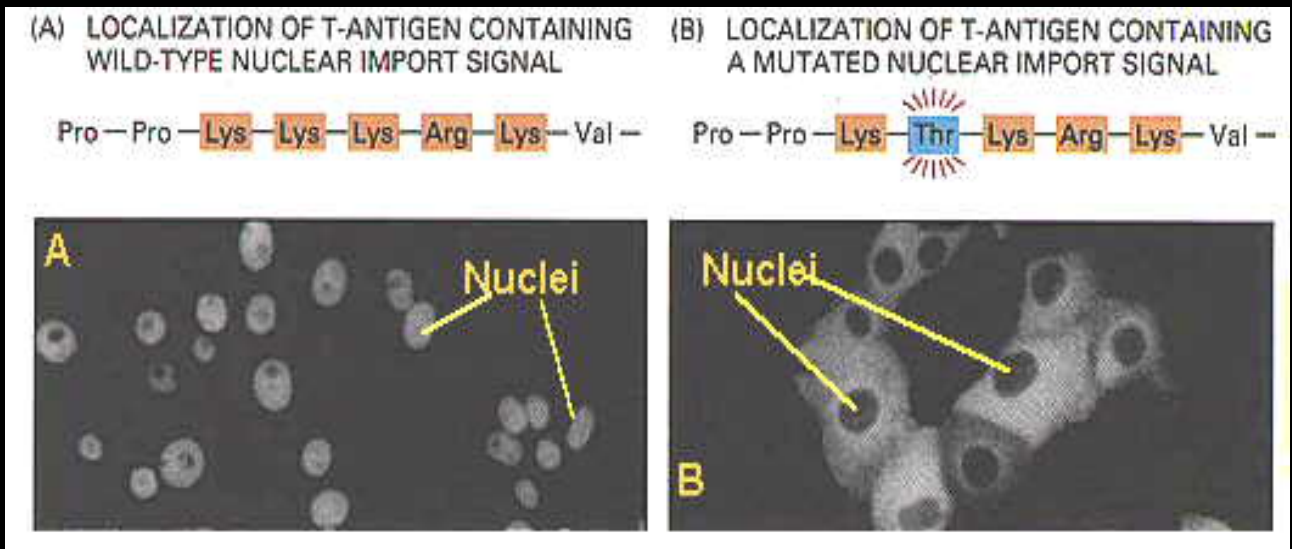 (A) LOCALIZATION OF T-ANTIGEN CONTAINING
WILD-TYPE NUCLEAR IMPORT SIGNAL
Pro — Pro — Lys — Lys — Lys — Arg — Lys — Val —
A
Nuclei
(B) LOCALIZATION OF T-ANTIGEN CONTAINING
A MUTATED NUCLEAR IMPORT SIGNAL
Pro — Pro — Lys — Thr — Lys — Arg — Lys — Val —
Nuclei
B